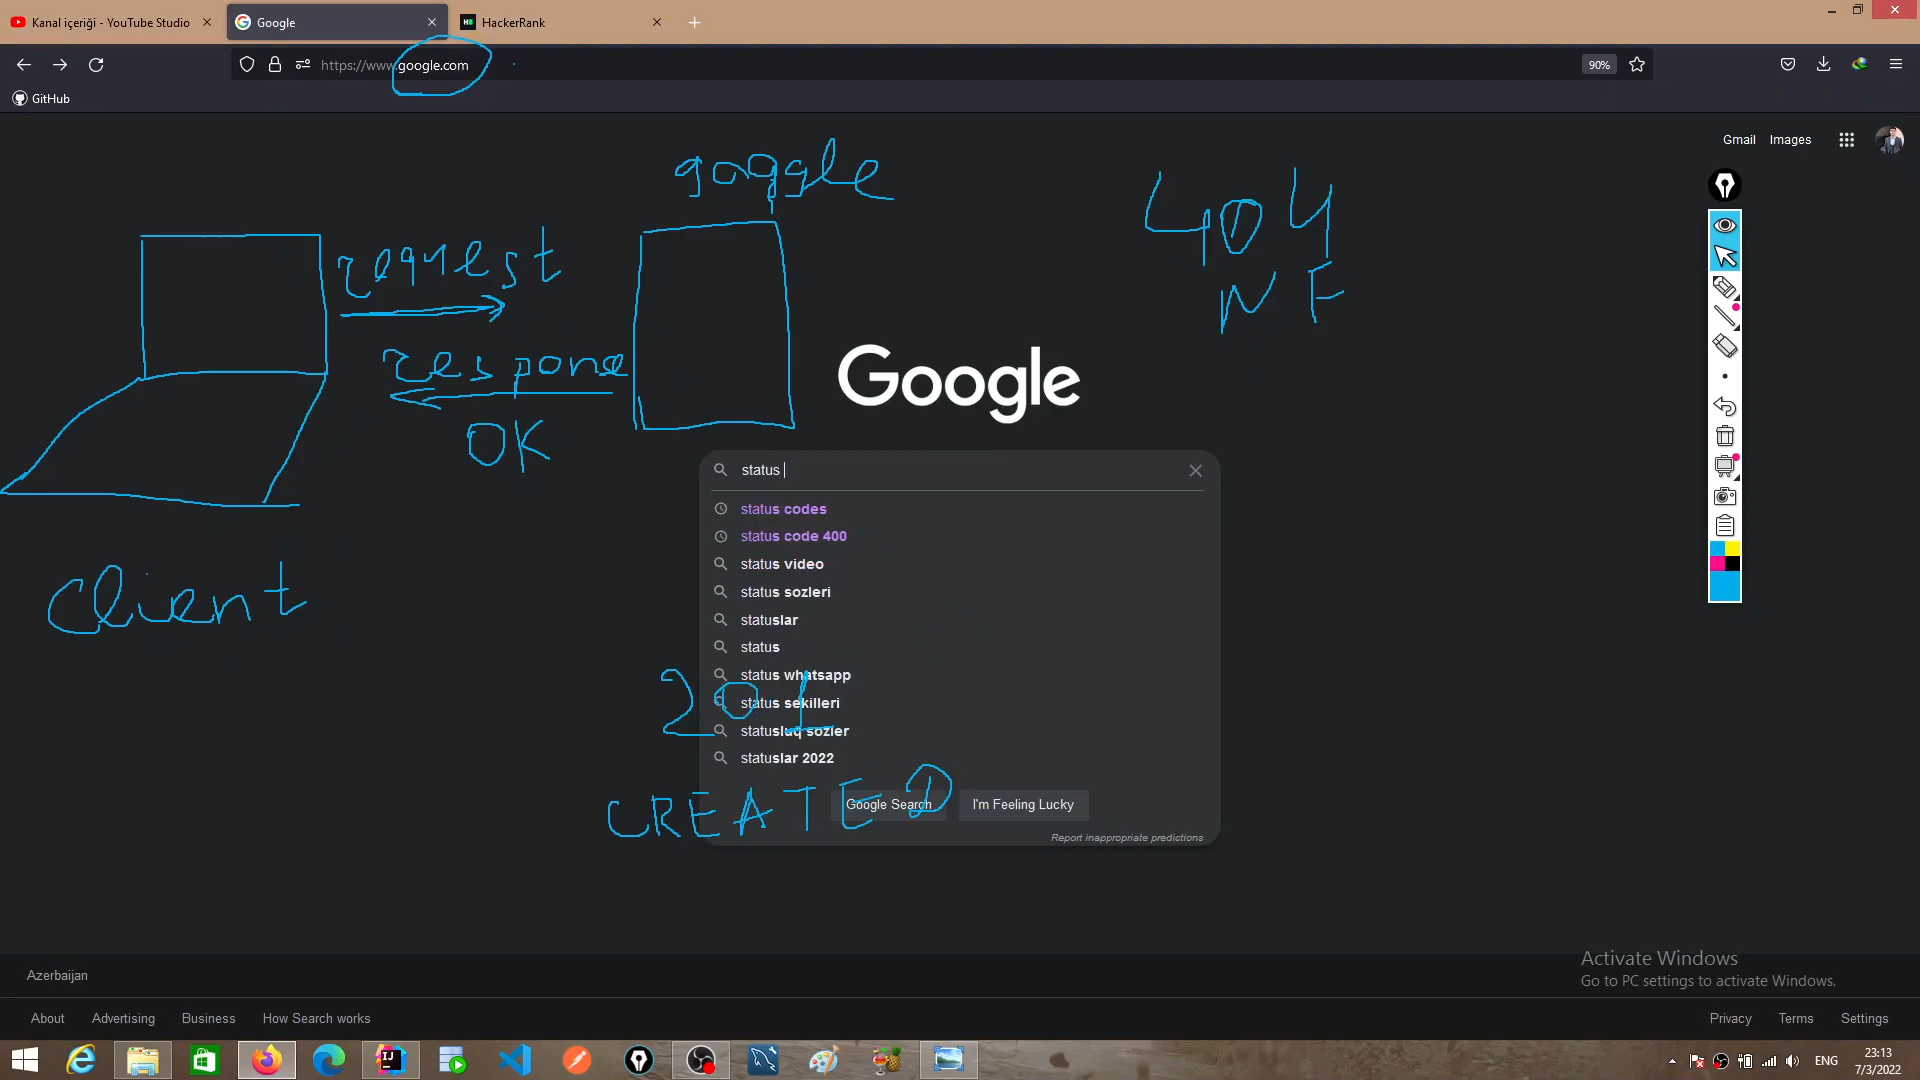 Kanal içeriği - YouTube Studio
Google
HackerRank
https://www.google.com
90%
GitHub
Gmail Images
google
404
NF
request
response
OK
Google
status
status codes
status code 400
status video
status sozleri
statuslar
status
status whatsapp
status sekilleri
statusluq sozler
statuslar 2022
client
201
CREATED
Google Search
I'm Feeling Lucky
Report inappropriate predictions
Activate Windows
Go to PC settings to activate Windows.
Azerbaijan
About Advertising Business How Search works
Privacy Terms Settings
ENG
23:13
7/3/2022